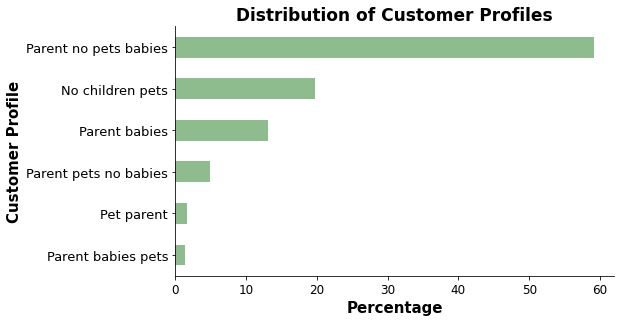 Distribution of Customer Profiles
Customer Profile
Parent no pets babies
No children pets
Parent babies
Parent pets no babies
Pet parent
Parent babies pets
0 10 20 30 40 50 60
Percentage